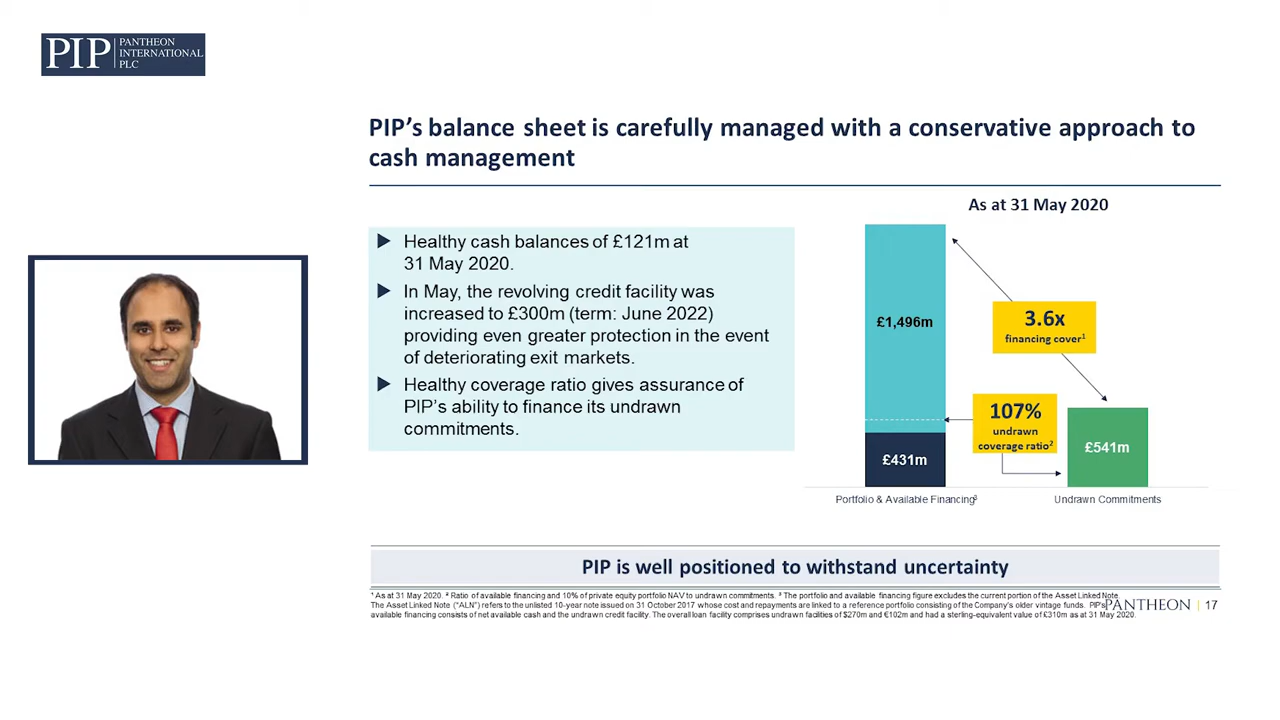 PIP PANTHEON
INTERNATIONAL
PLC
PIP's balance sheet is carefully managed with a conservative approach to
cash management
As at 31 May 2020
▶ Healthy cash balances of £121m at
31 May 2020.
▶ In May, the revolving credit facility was
increased to £300m (term: June 2022)
providing even greater protection in the event
of deteriorating exit markets.
▶ Healthy coverage ratio gives assurance of
PIP's ability to finance its undrawn
commitments.
£1,496m
3.6x
financing cover¹
107%
undrawn
coverage ratio²
£431m
£541m
Portfolio & Available Financing³
Undrawn Commitments
PIP is well positioned to withstand uncertainty
¹ As at 31 May 2020. ² Ratio of available financing and 10% of private equity portfolio NAV to undrawn commitments. ³ The portfolio and available financing figure excludes the current portion of the Asset Linked Note.
The Asset Linked Note ("ALN") refers to the unlisted 10-year note issued on 31 October 2017 whose cost and repayments are linked to a reference portfolio consisting of the Company's older vintage funds. PIP's
available financing consists of net available cash and the undrawn credit facility. The overall loan facility comprises undrawn facilities of $270m and €102m and had a sterling-equivalent value of £310m as at 31 May 2020.
PANTHEON | 17